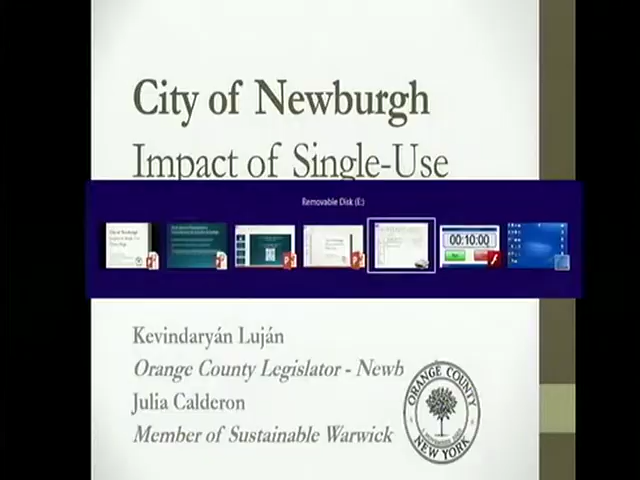 City of Newburgh
Impact of Single-Use
Removable Disk (E:)
00:10:00
Kevindaryán Luján
Orange County Legislator - Newb
Julia Calderon
Member of Sustainable Warwick
ORANGE COUNTY
NEW YORK